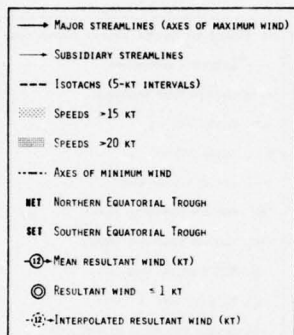 MAJOR STREAMLINES (AXES OF MAXIMUM WIND)
SUBSIDIARY STREAMLINES
ISOTACHS (5-KT INTERVALS)
SPEEDS >15 KT
SPEEDS >20 KT
AXES OF MINIMUM WIND
NET NORTHERN EQUATORIAL TROUGH
SET SOUTHERN EQUATORIAL TROUGH
12 MEAN RESULTANT WIND (KT)
RESULTANT WIND ≤ 1 KT
12 INTERPOLATED RESULTANT WIND (KT)